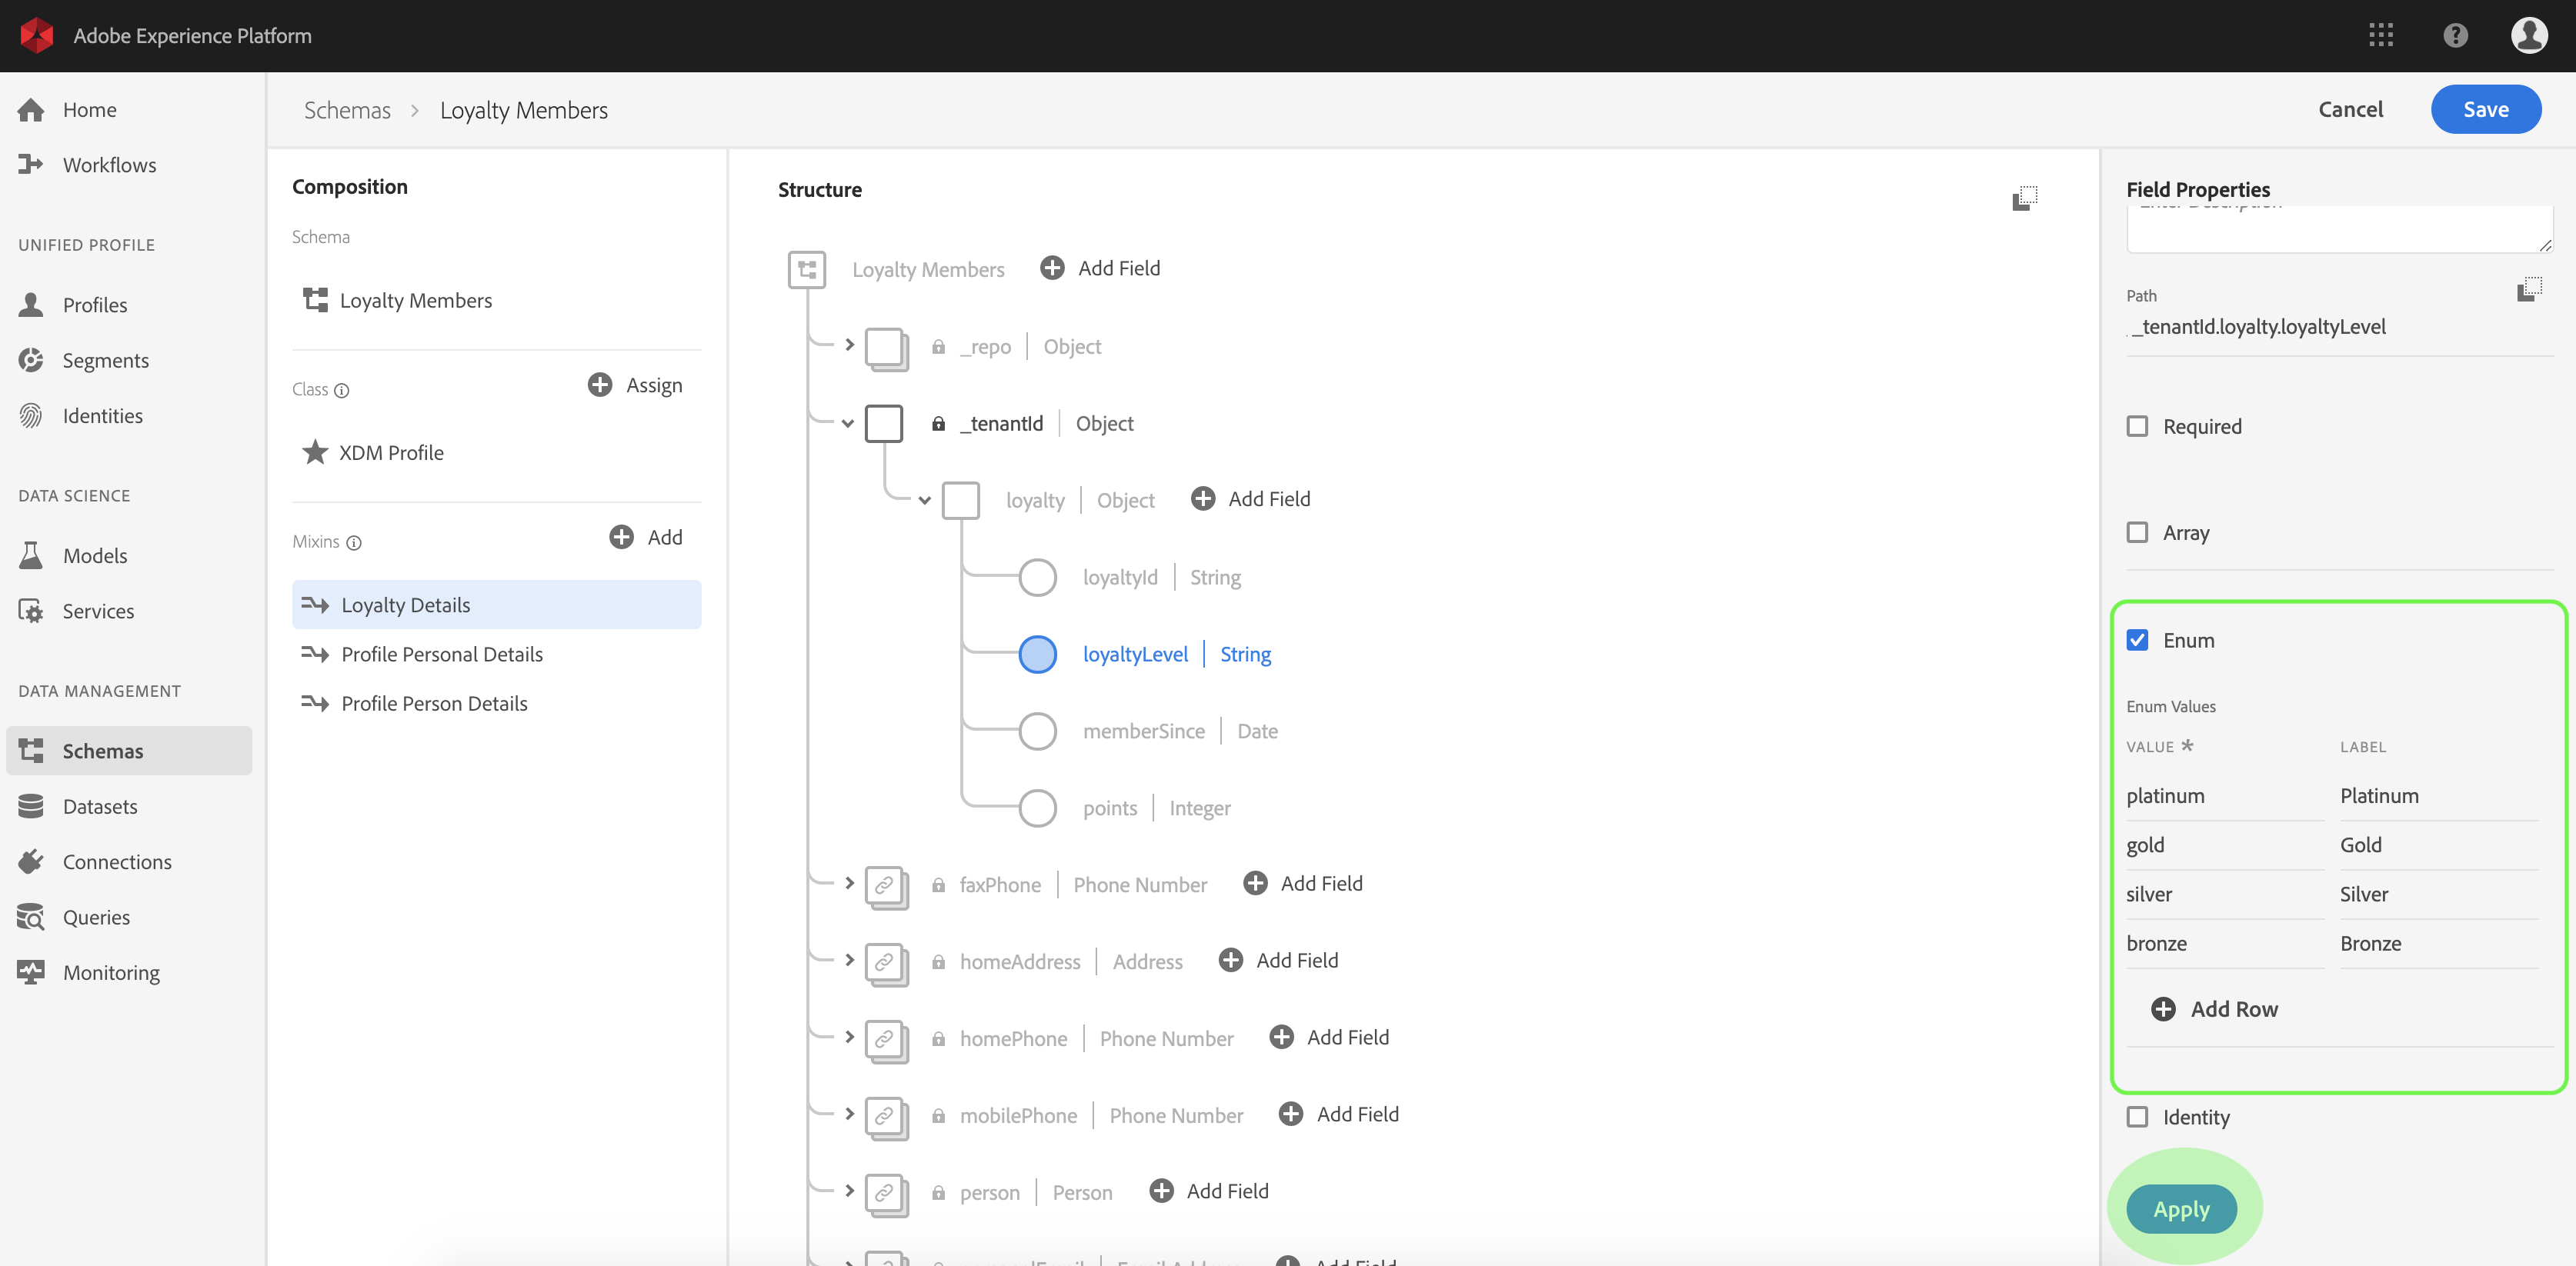 Adobe Experience Platform
Home
Workflows
UNIFIED PROFILE
Profiles
Segments
Identities
DATA SCIENCE
Models
Services
DATA MANAGEMENT
Schemas
Datasets
Connections
Queries
Monitoring
Schemas > Loyalty Members
Cancel
Save
Composition
Schema
Loyalty Members
Class
Assign
XDM Profile
Mixins
Add
Loyalty Details
Profile Personal Details
Profile Person Details
Structure
Loyalty Members Add Field
_repo | Object
_tenantId | Object
loyalty | Object Add Field
loyaltyId | String
loyaltyLevel | String
memberSince | Date
points | Integer
faxPhone | Phone Number Add Field
homeAddress | Address Add Field
homePhone | Phone Number Add Field
mobilePhone | Phone Number Add Field
person | Person Add Field
Add Field
Field Properties
Enter Description
Path
_tenantId.loyalty.loyaltyLevel
Required
Array
Enum
Enum Values
VALUE * LABEL
platinum Platinum
gold Gold
silver Silver
bronze Bronze
Add Row
Identity
Apply